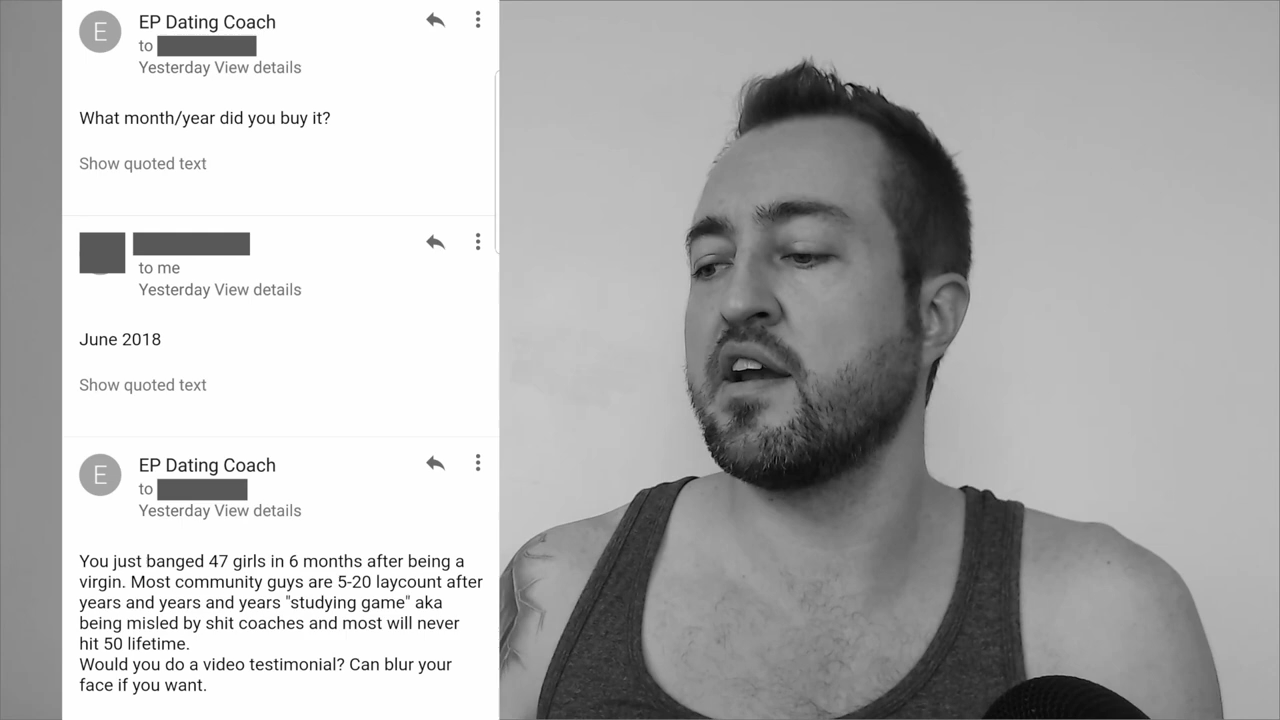 E
EP Dating Coach
to
Yesterday View details
What month/year did you buy it?
Show quoted text
to me
Yesterday View details
June 2018
Show quoted text
E
EP Dating Coach
to
Yesterday View details
You just banged 47 girls in 6 months after being a
virgin. Most community guys are 5-20 laycount after
years and years and years "studying game" aka
being misled by shit coaches and most will never
hit 50 lifetime.
Would you do a video testimonial? Can blur your
face if you want.